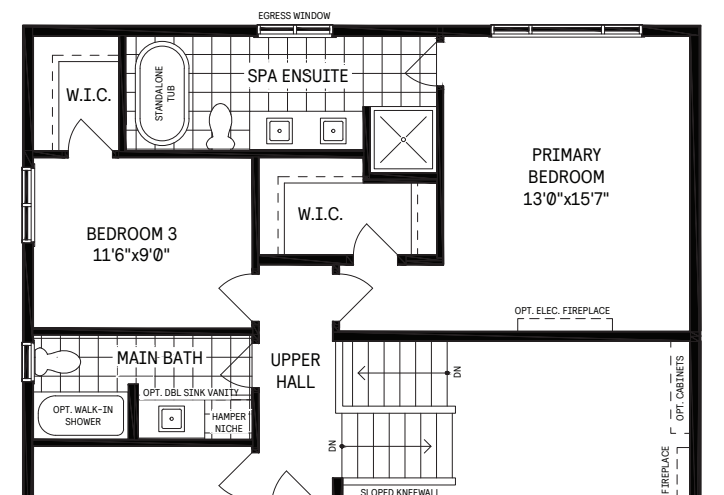 EGRESS WINDOW
STANDALONE
TUB
SPA ENSUITE
W.I.C.
PRIMARY
BEDROOM
13'0"x15'7"
W.I.C.
BEDROOM 3
11'6"x9'0"
OPT. ELEC. FIREPLACE
MAIN BATH
UPPER
HALL
DN
OPT. CABINETS
OPT. DBL SINK VANITY
OPT. WALK-IN
SHOWER
HAMPER
NICHE
DN
FIREPLACE
SLOPED KNEEWALL